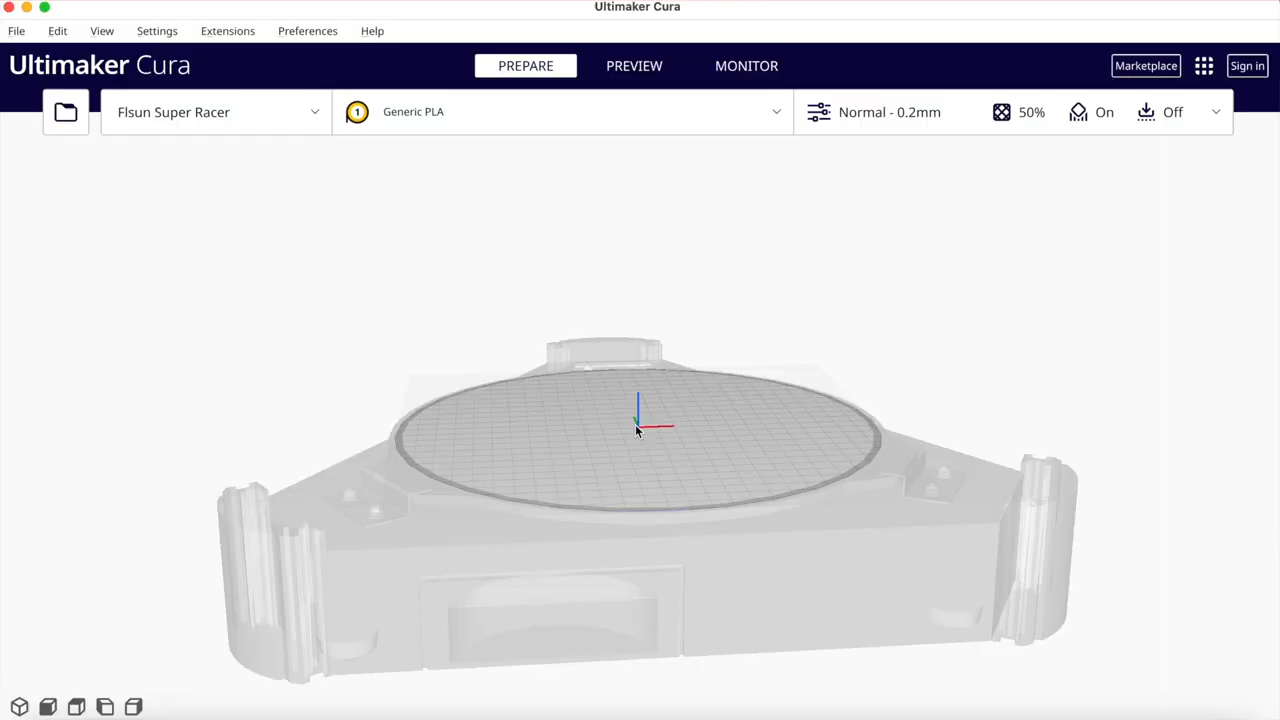 Ultimaker Cura
File Edit View Settings Extensions Preferences Help
Ultimaker Cura PREPARE PREVIEW MONITOR Marketplace Sign in
Flsun Super Racer 1 Generic PLA Normal - 0.2mm 50% On Off